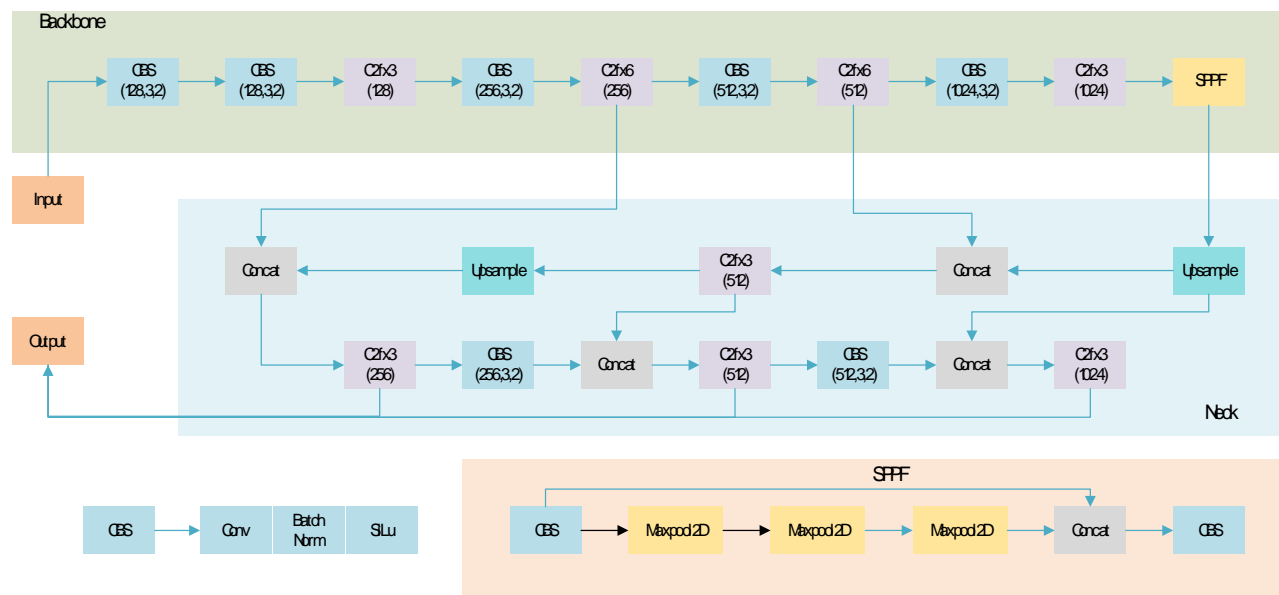 Backbone
CBS
(128,3,2)
CBS
(128,3,2)
C2fx3
(128)
CBS
(256,3,2)
C2fx6
(256)
CBS
(512,3,2)
C2fx6
(512)
CBS
(1024,3,2)
C2fx3
(1024)
SPPF
Input
Concat
Upsample
C2fx3
(512)
Concat
Upsample
Output
C2fx3
(256)
CBS
(256,3,2)
Concat
C2fx3
(512)
CBS
(512,3,2)
Concat
C2fx3
(1024)
Neck
SPPF
CBS
Conv
Batch
Norm
SiLu
CBS
Maxpool2D
Maxpool2D
Maxpool2D
Concat
CBS